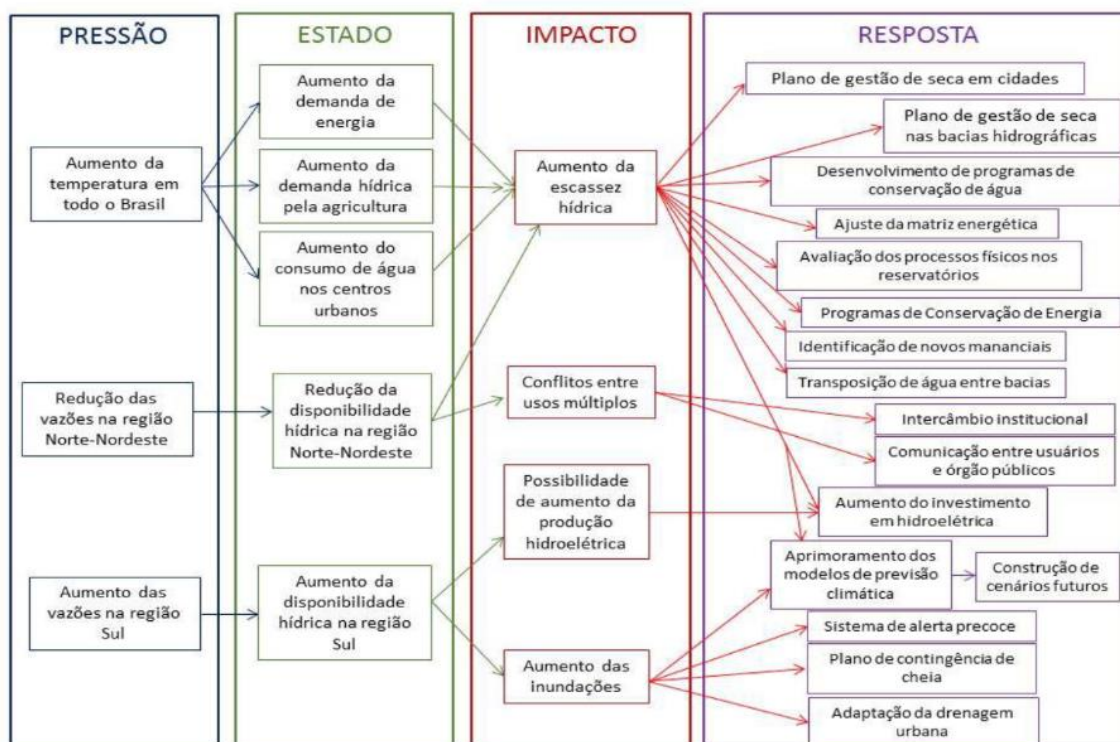 PRESSÃO
ESTADO
IMPACTO
RESPOSTA
Aumento da
temperatura em
todo o Brasil
Redução das
vazões na região
Norte-Nordeste
Aumento das
vazões na região
Sul
Aumento da
demanda de
energia
Aumento da
demanda hídrica
pela agricultura
Aumento do
consumo de água
nos centros
urbanos
Redução da
disponibilidade
hídrica na região
Norte-Nordeste
Aumento da
disponibilidade
hídrica na região
Sul
Aumento da
escassez
hídrica
Conflitos entre
usos múltiplos
Possibilidade
de aumento da
produção
hidroelétrica
Aumento das
inundações
Plano de gestão de seca em cidades
Plano de gestão de seca
nas bacias hidrográficas
Desenvolvimento de programas
de conservação de água
Ajuste da matriz energética
Avaliação dos processos físicos nos
reservatórios
Programas de Conservação de Energia
Identificação de novos mananciais
Transposição de água entre bacias
Intercâmbio institucional
Comunicação entre usuários
e órgão públicos
Aumento do investimento
em hidroelétrica
Aprimoramento dos
modelos de previsão
climática
Construção de
cenários futuros
Sistema de alerta precoce
Plano de contingência de
cheia
Adaptação da drenagem
urbana